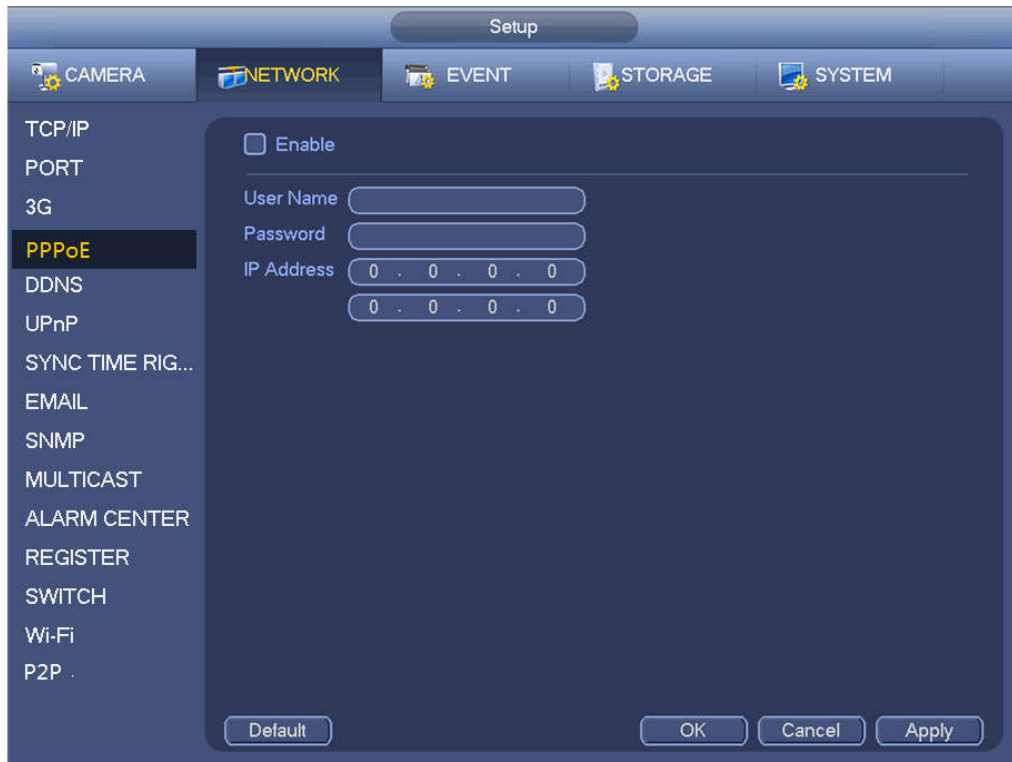 Setup
CAMERA NETWORK EVENT STORAGE SYSTEM
TCP/IP
PORT
3G
PPPoE
DDNS
UPnP
SYNC TIME RIG...
EMAIL
SNMP
MULTICAST
ALARM CENTER
REGISTER
SWITCH
Wi-Fi
P2P .
Enable
User Name
Password
IP Address 0 . 0 . 0 . 0
0 . 0 . 0 . 0
Default OK Cancel Apply